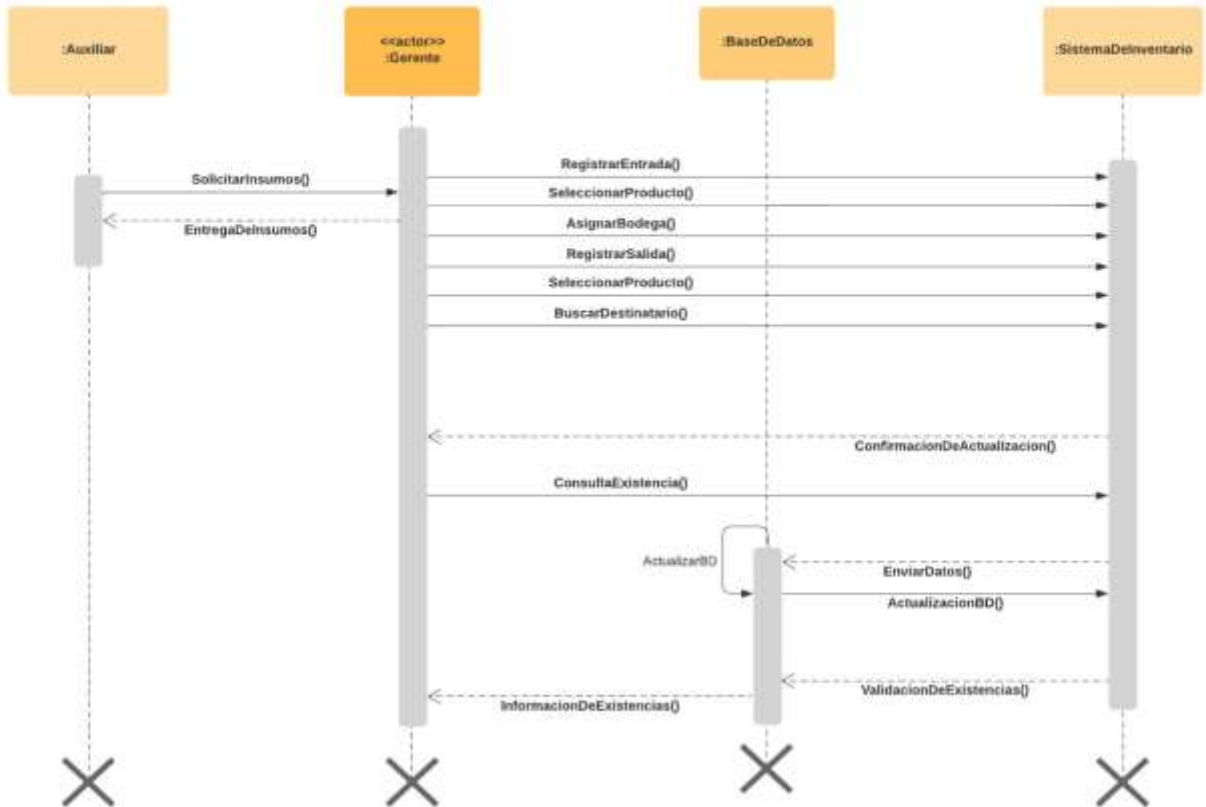 :Auxiliar
<<actor>>
:Gerente
:BaseDeDatos
:SistemaDeInventario
RegistrarEntrada()
SolicitarInsumos()
SeleccionarProducto()
EntregaDeInsumos()
AsignarBodega()
RegistrarSalida()
SeleccionarProducto()
BuscarDestinatario()
ConfirmacionDeActualizacion()
ConsultaExistencia()
ActualizarBD
EnviarDatos()
ActualizacionBD()
ValidacionDeExistencias()
InformacionDeExistencias()